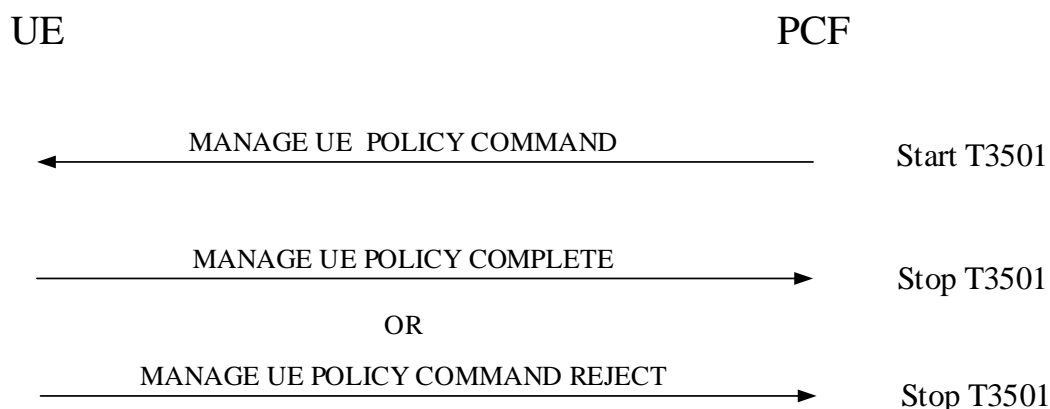 UE PCF
MANAGE UE POLICY COMMAND Start T3501
MANAGE UE POLICY COMPLETE Stop T3501
OR
MANAGE UE POLICY COMMAND REJECT Stop T3501